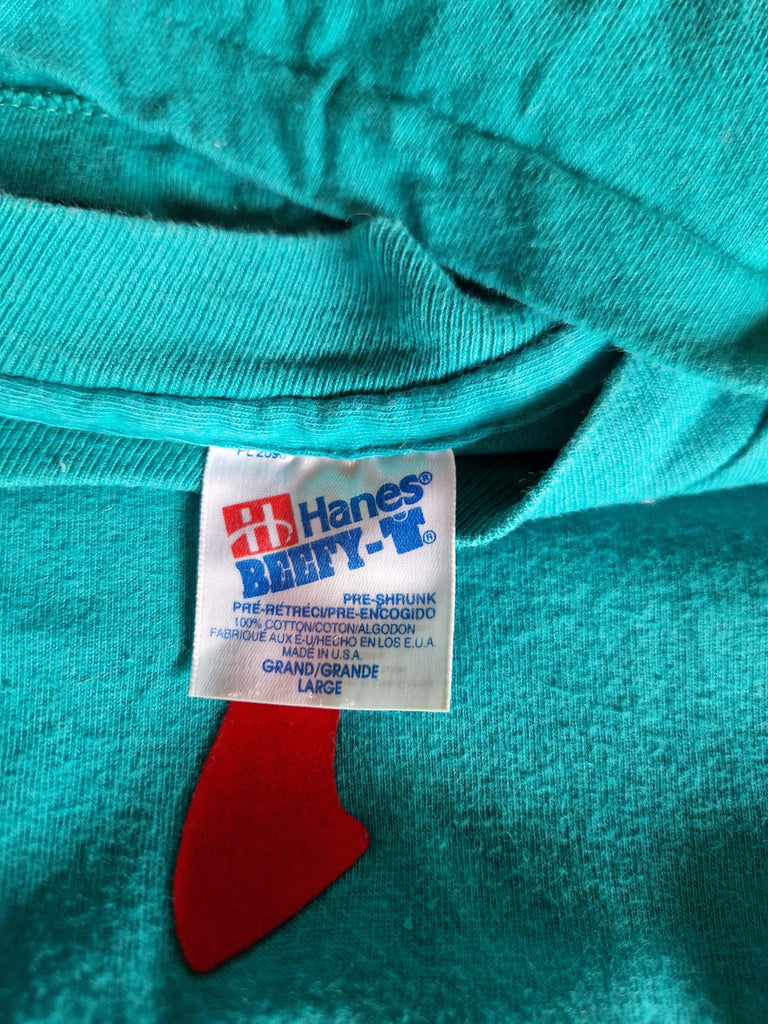 Hanes®
BEEFY-T®
PRE-SHRUNK
PRÉ-RÉTRECI/PRE-ENCOGIDO
100% COTTON/COTON/ALGODON
FABRIQUÉ AUX É-U/HECHO EN LOS E.U.A.
MADE IN U.S.A.
GRAND/GRANDE
LARGE